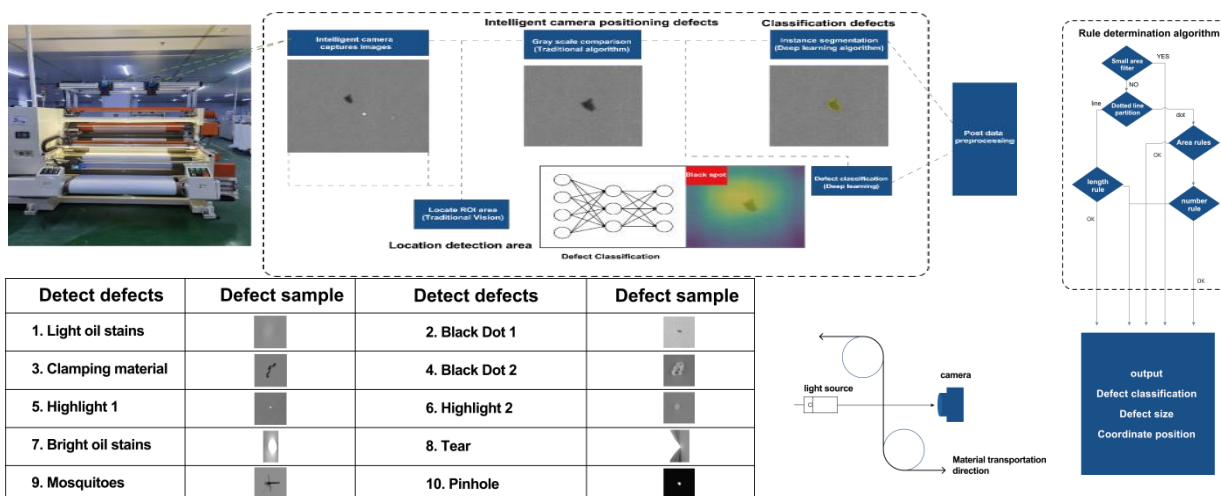 Intelligent camera positioning defects
Classification defects
Intelligent camera
captures images
Gray scale comparison
(Traditional algorithm)
Instance segmentation
(Deep learning algorithm)
Post data
preprocessing
Black spot
Defect classification
(Deep learning)
Locate ROI area
(Traditional Vision)
Location detection area
Defect Classification
Rule determination algorithm
Small area
filter
YES
NO
line
Dotted line
partition
dot
Area rules
OK
length
rule
number
rule
OK
OK
output
Defect classification
Defect size
Coordinate position
Detect defects Defect sample Detect defects Defect sample
1. Light oil stains 2. Black Dot 1
3. Clamping material 4. Black Dot 2
5. Highlight 1 6. Highlight 2
7. Bright oil stains 8. Tear
9. Mosquitoes 10. Pinhole
light source
camera
Material transportation
direction